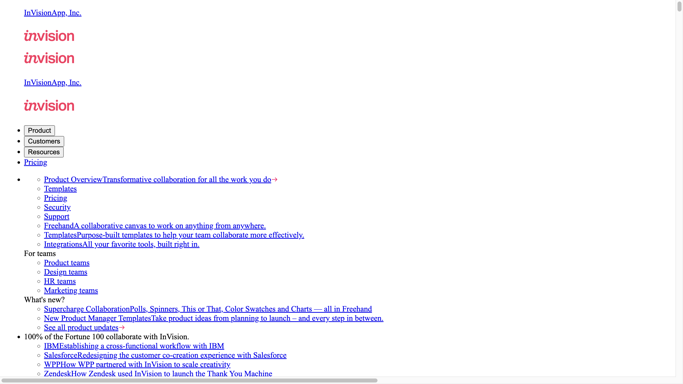 InVisionApp, Inc.
invision
invision
InVisionApp, Inc.
invision
Product
Customers
Resources
Pricing
Product OverviewTransformative collaboration for all the work you do→
Templates
Pricing
Security
Support
FreehandA collaborative canvas to work on anything from anywhere.
TemplatesPurpose-built templates to help your team collaborate more effectively.
IntegrationsAll your favorite tools, built right in.
For teams
Product teams
Design teams
HR teams
Marketing teams
What's new?
Supercharge CollaborationPolls, Spinners, This or That, Color Swatches and Charts — all in Freehand
New Product Manager TemplatesTake product ideas from planning to launch – and every step in between.
See all product updates→
100% of the Fortune 100 collaborate with InVision.
IBMEstablishing a cross-functional workflow with IBM
SalesforceRedesigning the customer co-creation experience with Salesforce
WPPHow WPP partnered with InVision to scale creativity
ZendeskHow Zendesk used InVision to launch the Thank You Machine